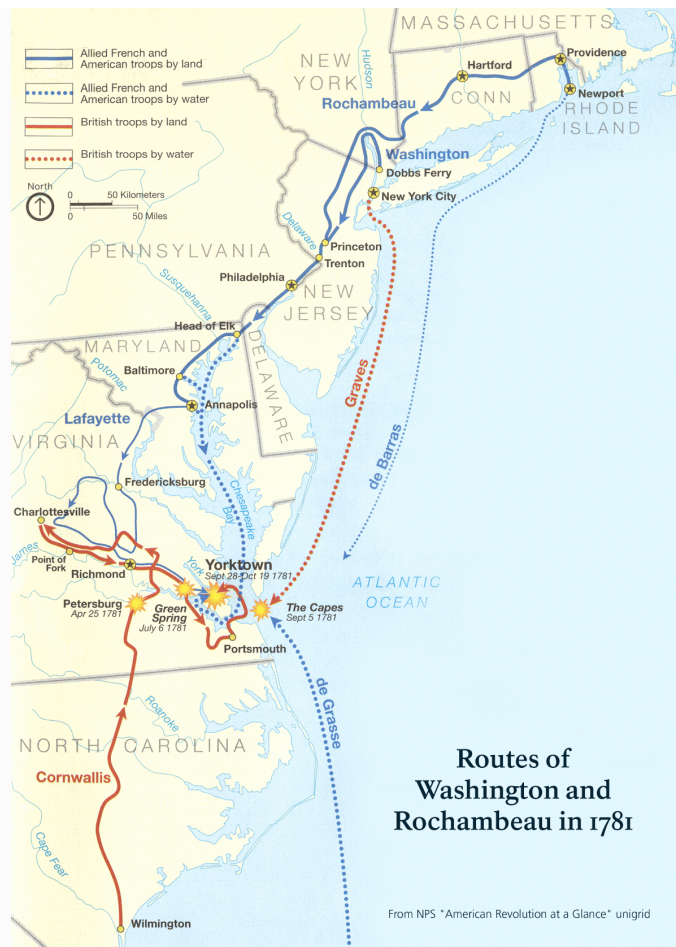 Allied French and
American troops by land
Allied French and
American troops by water
British troops by land
British troops by water
North
0 50 Kilometers
0 50 Miles
MASSACHUSETTS
NEW
YORK
Hudson
Hartford
Providence
CONN
Newport
RHODE
ISLAND
Rochambeau
Washington
Dobbs Ferry
New York City
Delaware
Princeton
Trenton
PENNSYLVANIA
Philadelphia
NEW
JERSEY
Susquehanna
Head of Elk
MARYLAND
DELAWARE
Baltimore
Potomac
Annapolis
Graves
de Barras
Lafayette
VIRGINIA
Fredericksburg
Chesapeake
Bay
Charlottesville
James
Point of
Fork
Richmond
York
Yorktown
Sept 28-Oct 19 1781
ATLANTIC
OCEAN
Petersburg
Apr 25 1781
Green
Spring
July 6 1781
The Capes
Sept 5 1781
Portsmouth
de Grasse
Roanoke
NORTH CAROLINA
Cornwallis
Cape Fear
Wilmington
Routes of
Washington and
Rochambeau in 1781
From NPS "American Revolution at a Glance" unigrid